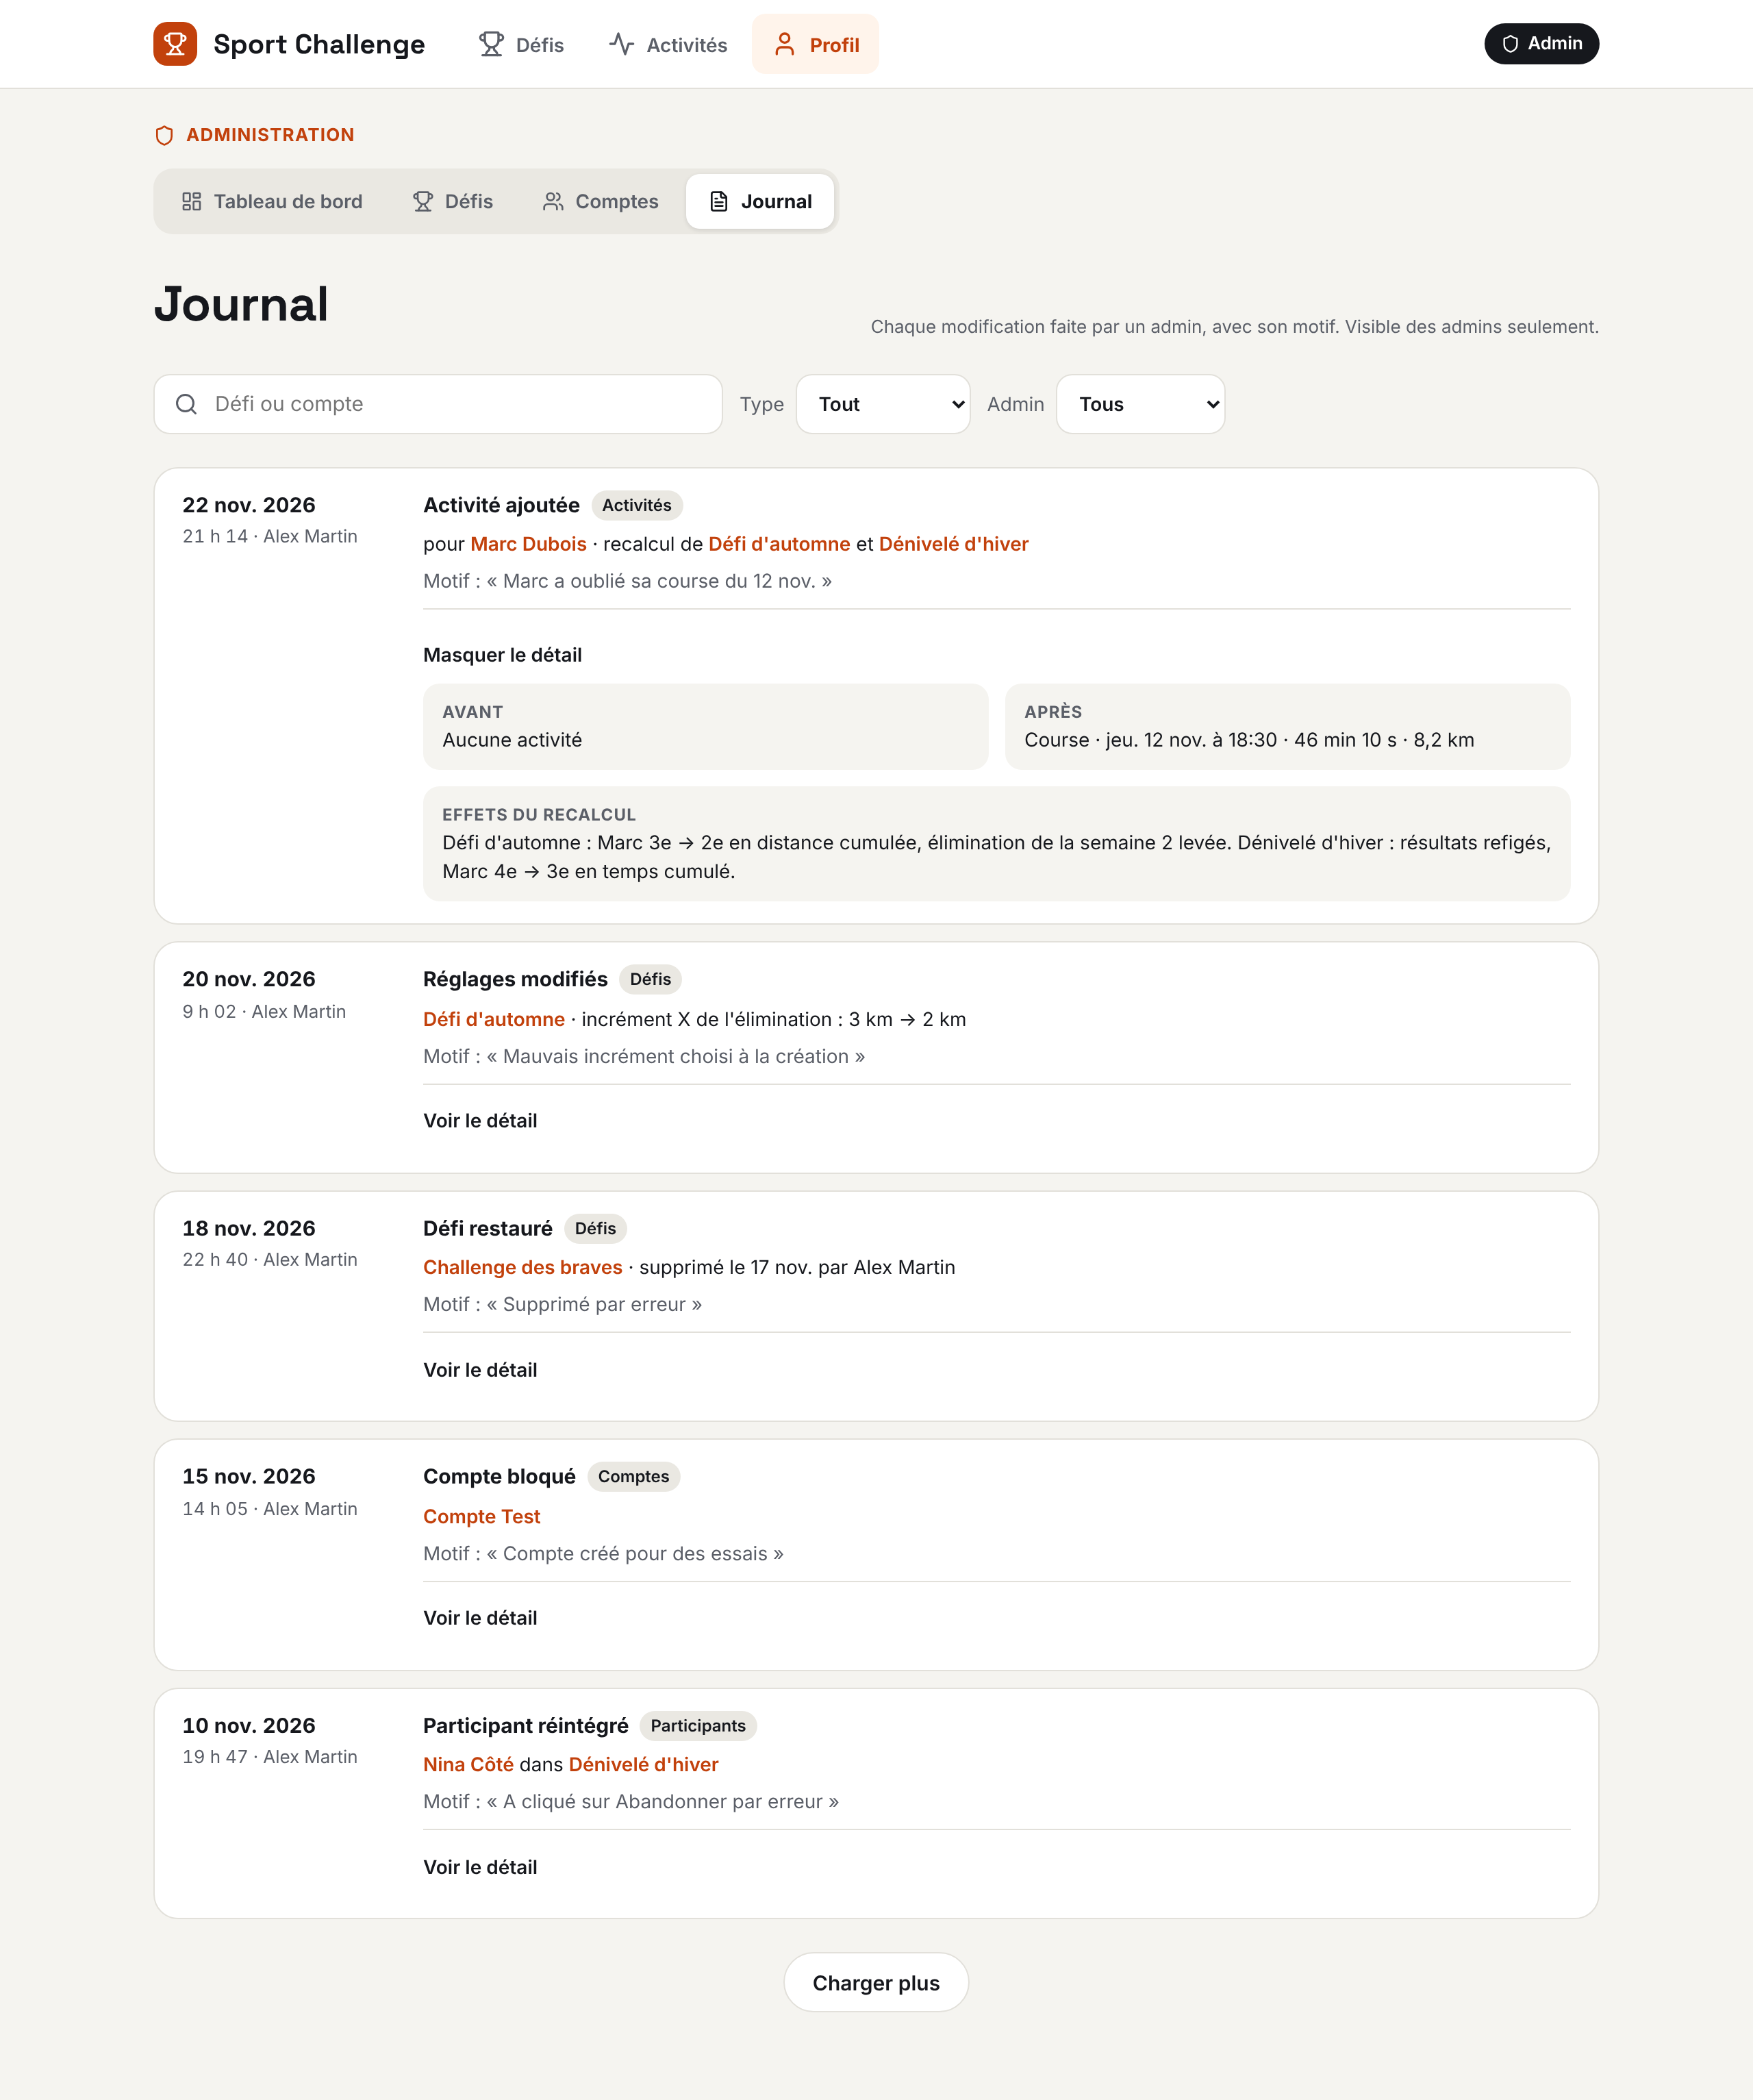 Sport Challenge
Défis
Activités
Profil
Admin
ADMINISTRATION
Tableau de bord
Défis
Comptes
Journal
Journal
Chaque modification faite par un admin, avec son motif. Visible des admins seulement.
Défi ou compte
Type
Tout
Admin
Tous
22 nov. 2026
21 h 14 · Alex Martin
Activité ajoutée
Activités
pour Marc Dubois · recalcul de Défi d'automne et Dénivelé d'hiver
Motif : « Marc a oublié sa course du 12 nov. »
Masquer le détail
AVANT
Aucune activité
APRÈS
Course · jeu. 12 nov. à 18:30 · 46 min 10 s · 8,2 km
EFFETS DU RECALCUL
Défi d'automne : Marc 3e → 2e en distance cumulée, élimination de la semaine 2 levée. Dénivelé d'hiver : résultats refigés,
Marc 4e → 3e en temps cumulé.
20 nov. 2026
9 h 02 · Alex Martin
Réglages modifiés
Défis
Défi d'automne · incrément X de l'élimination : 3 km → 2 km
Motif : « Mauvais incrément choisi à la création »
Voir le détail
18 nov. 2026
22 h 40 · Alex Martin
Défi restauré
Défis
Challenge des braves · supprimé le 17 nov. par Alex Martin
Motif : « Supprimé par erreur »
Voir le détail
15 nov. 2026
14 h 05 · Alex Martin
Compte bloqué
Comptes
Compte Test
Motif : « Compte créé pour des essais »
Voir le détail
10 nov. 2026
19 h 47 · Alex Martin
Participant réintégré
Participants
Nina Côté dans Dénivelé d'hiver
Motif : « A cliqué sur Abandonner par erreur »
Voir le détail
Charger plus